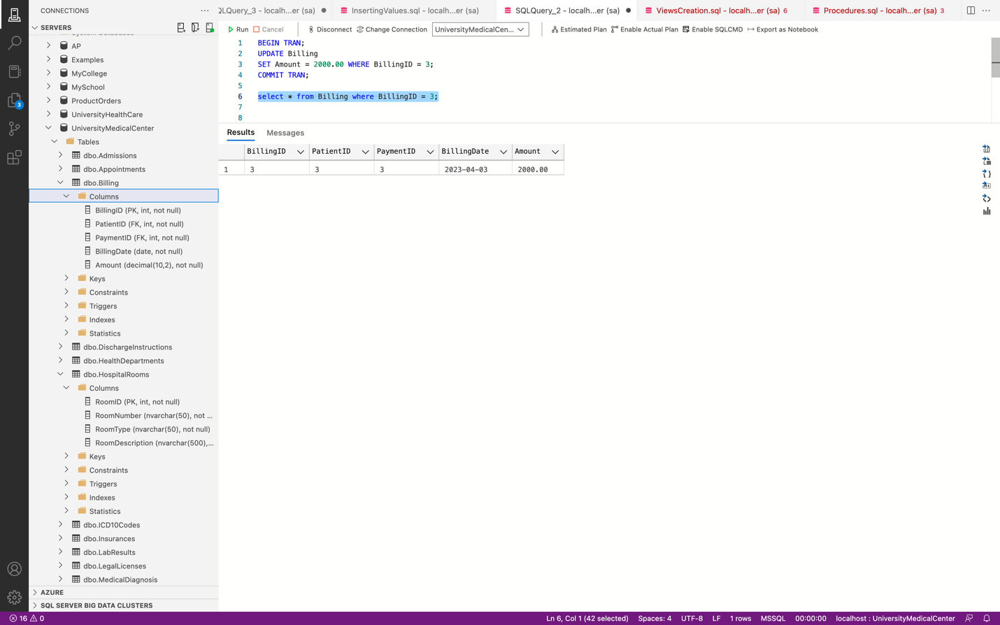 CONNECTIONS
SERVERS
System Databases
AP
Examples
MyCollege
MySchool
ProductOrders
UniversityHealthCare
UniversityMedicalCenter
Tables
dbo.Admissions
dbo.Appointments
dbo.Billing
Columns
BillingID (PK, int, not null)
PatientID (FK, int, not null)
PaymentID (FK, int, not null)
BillingDate (date, not null)
Amount (decimal(10,2), not null)
Keys
Constraints
Triggers
Indexes
Statistics
dbo.DischargeInstructions
dbo.HealthDepartments
dbo.HospitalRooms
Columns
RoomID (PK, int, not null)
RoomNumber (nvarchar(50), not ...
RoomType (nvarchar(50), not null)
RoomDescription (nvarchar(500),...
Keys
Constraints
Triggers
Indexes
Statistics
dbo.ICD10Codes
dbo.Insurances
dbo.LabResults
dbo.LegalLicenses
dbo.MedicalDiagnosis
AZURE
SQL SERVER BIG DATA CLUSTERS
3
QLQuery_3 - localh...er (sa) InsertingValues.sql - localh...er (sa) SQLQuery_2 - localh...er (sa) ViewsCreation.sql - localh...er (sa) 6 Procedures.sql - localh...er (sa) 3
Run Cancel Disconnect Change Connection UniversityMedicalCen... Estimated Plan Enable Actual Plan Enable SQLCMD Export as Notebook
1 BEGIN TRAN;
2 UPDATE Billing
3 SET Amount = 2000.00 WHERE BillingID = 3;
4 COMMIT TRAN;
5
6 select * from Billing where BillingID = 3;
7
8
Results Messages
BillingID PatientID PaymentID BillingDate Amount
1 3 3 3 2023-04-03 2000.00
16 0 Ln 6, Col 1 (42 selected) Spaces: 4 UTF-8 LF 1 rows MSSQL 00:00:00 localhost : UniversityMedicalCenter